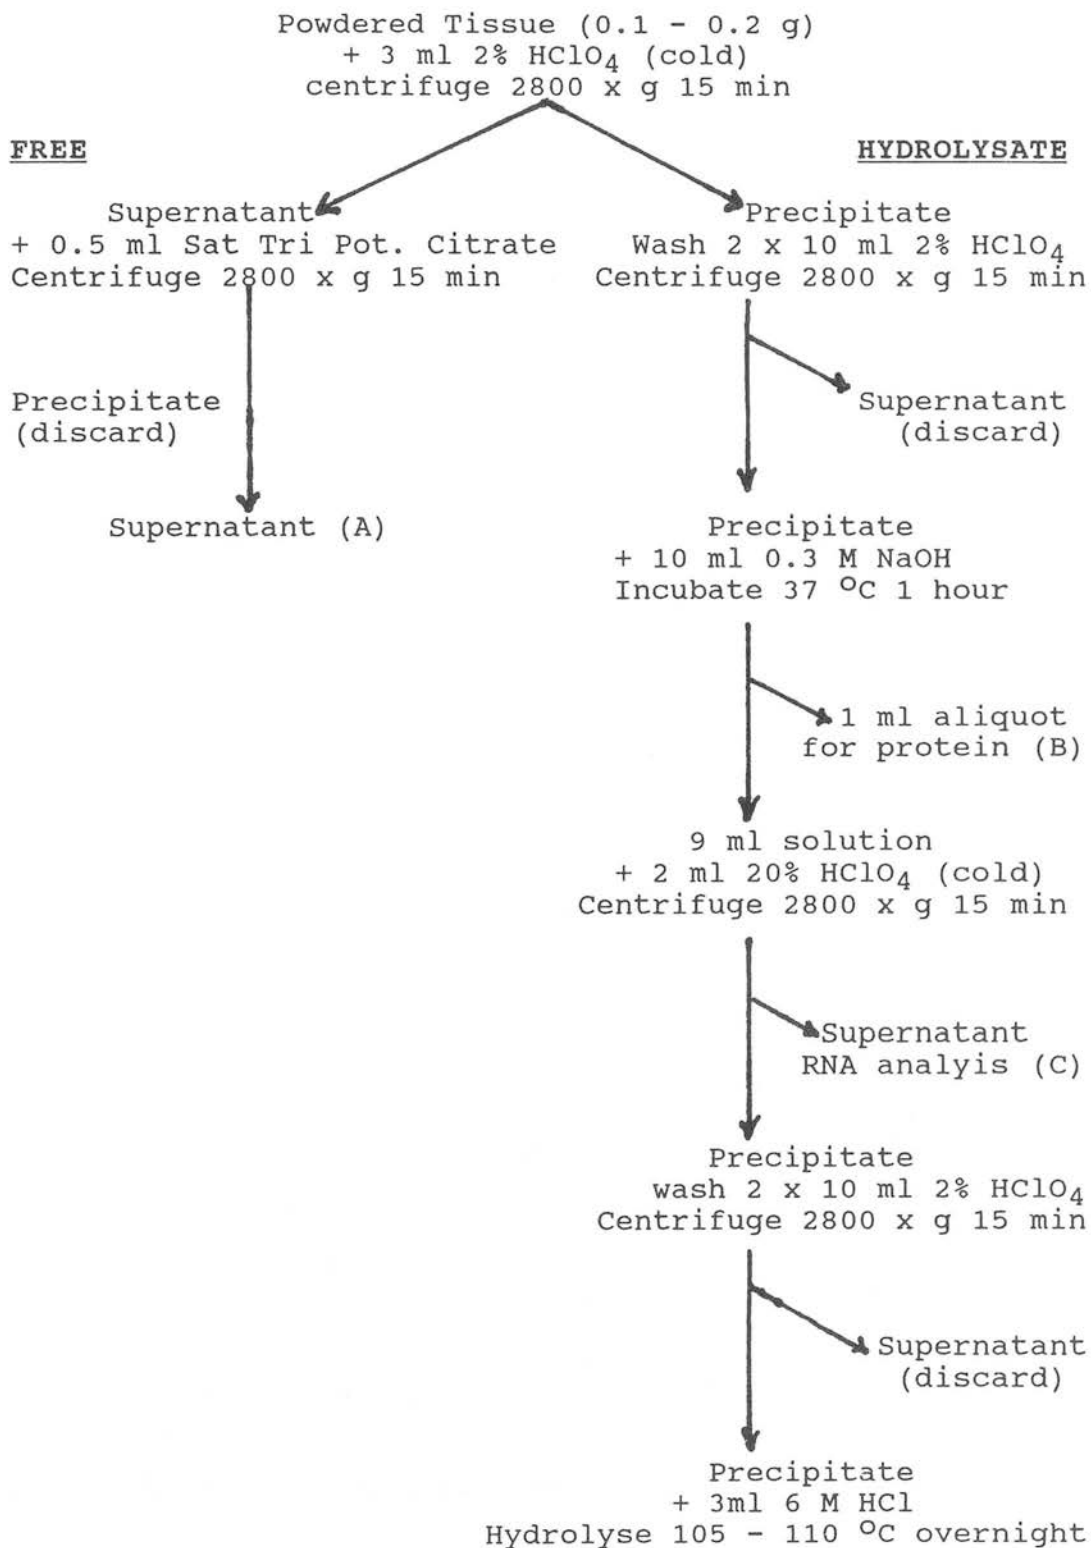 Powdered Tissue (0.1 - 0.2 g)
+ 3 ml 2% HClO4 (cold)
centrifuge 2800 x g 15 min
FREE
HYDROLYSATE
Supernatant
+ 0.5 ml Sat Tri Pot. Citrate
Centrifuge 2800 x g 15 min
Precipitate
(discard)
Supernatant (A)
Precipitate
Wash 2 x 10 ml 2% HClO4
Centrifuge 2800 x g 15 min
Supernatant
(discard)
Precipitate
+ 10 ml 0.3 M NaOH
Incubate 37 °C 1 hour
1 ml aliquot
for protein (B)
9 ml solution
+ 2 ml 20% HClO4 (cold)
Centrifuge 2800 x g 15 min
Supernatant
RNA analyis (C)
Precipitate
wash 2 x 10 ml 2% HClO4
Centrifuge 2800 x g 15 min
Supernatant
(discard)
Precipitate
+ 3ml 6 M HCl
Hydrolyse 105 - 110 °C overnight